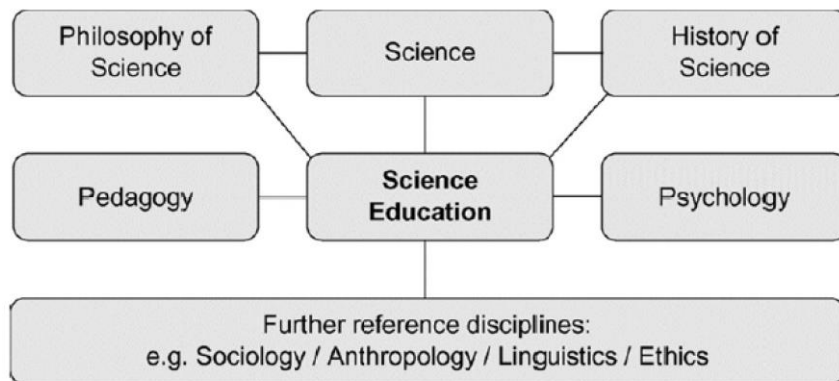 Philosophy of
Science
Science
History of
Science
Pedagogy
Science
Education
Psychology
Further reference disciplines:
e.g. Sociology / Anthropology / Linguistics / Ethics